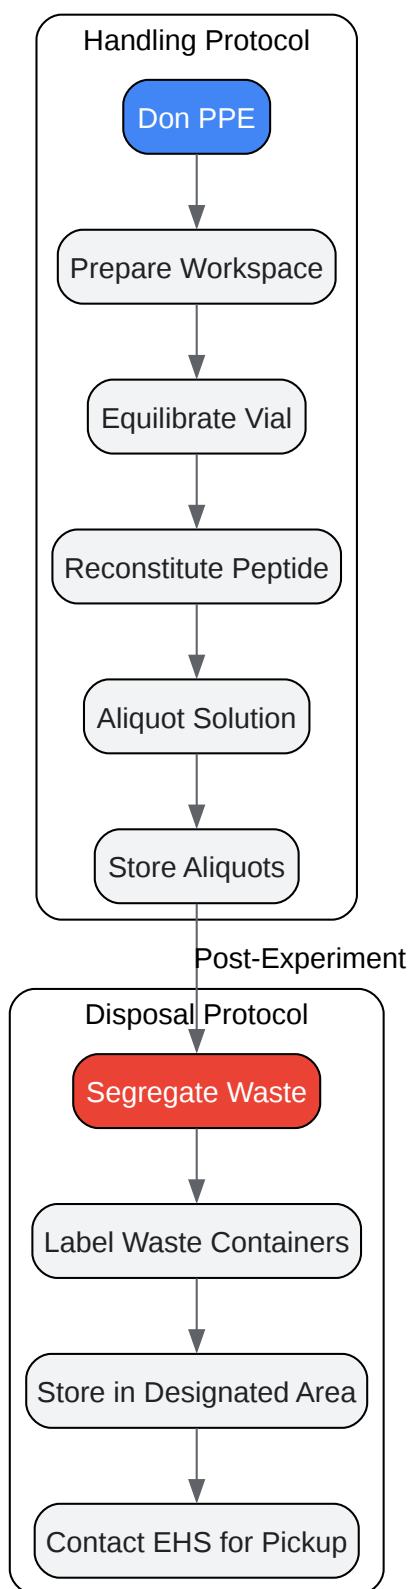 Handling Protocol
Don PPE
Prepare Workspace
Equilibrate Vial
Reconstitute Peptide
Aliquot Solution
Store Aliquots
Post-Experiment
Disposal Protocol
Segregate Waste
Label Waste Containers
Store in Designated Area
Contact EHS for Pickup